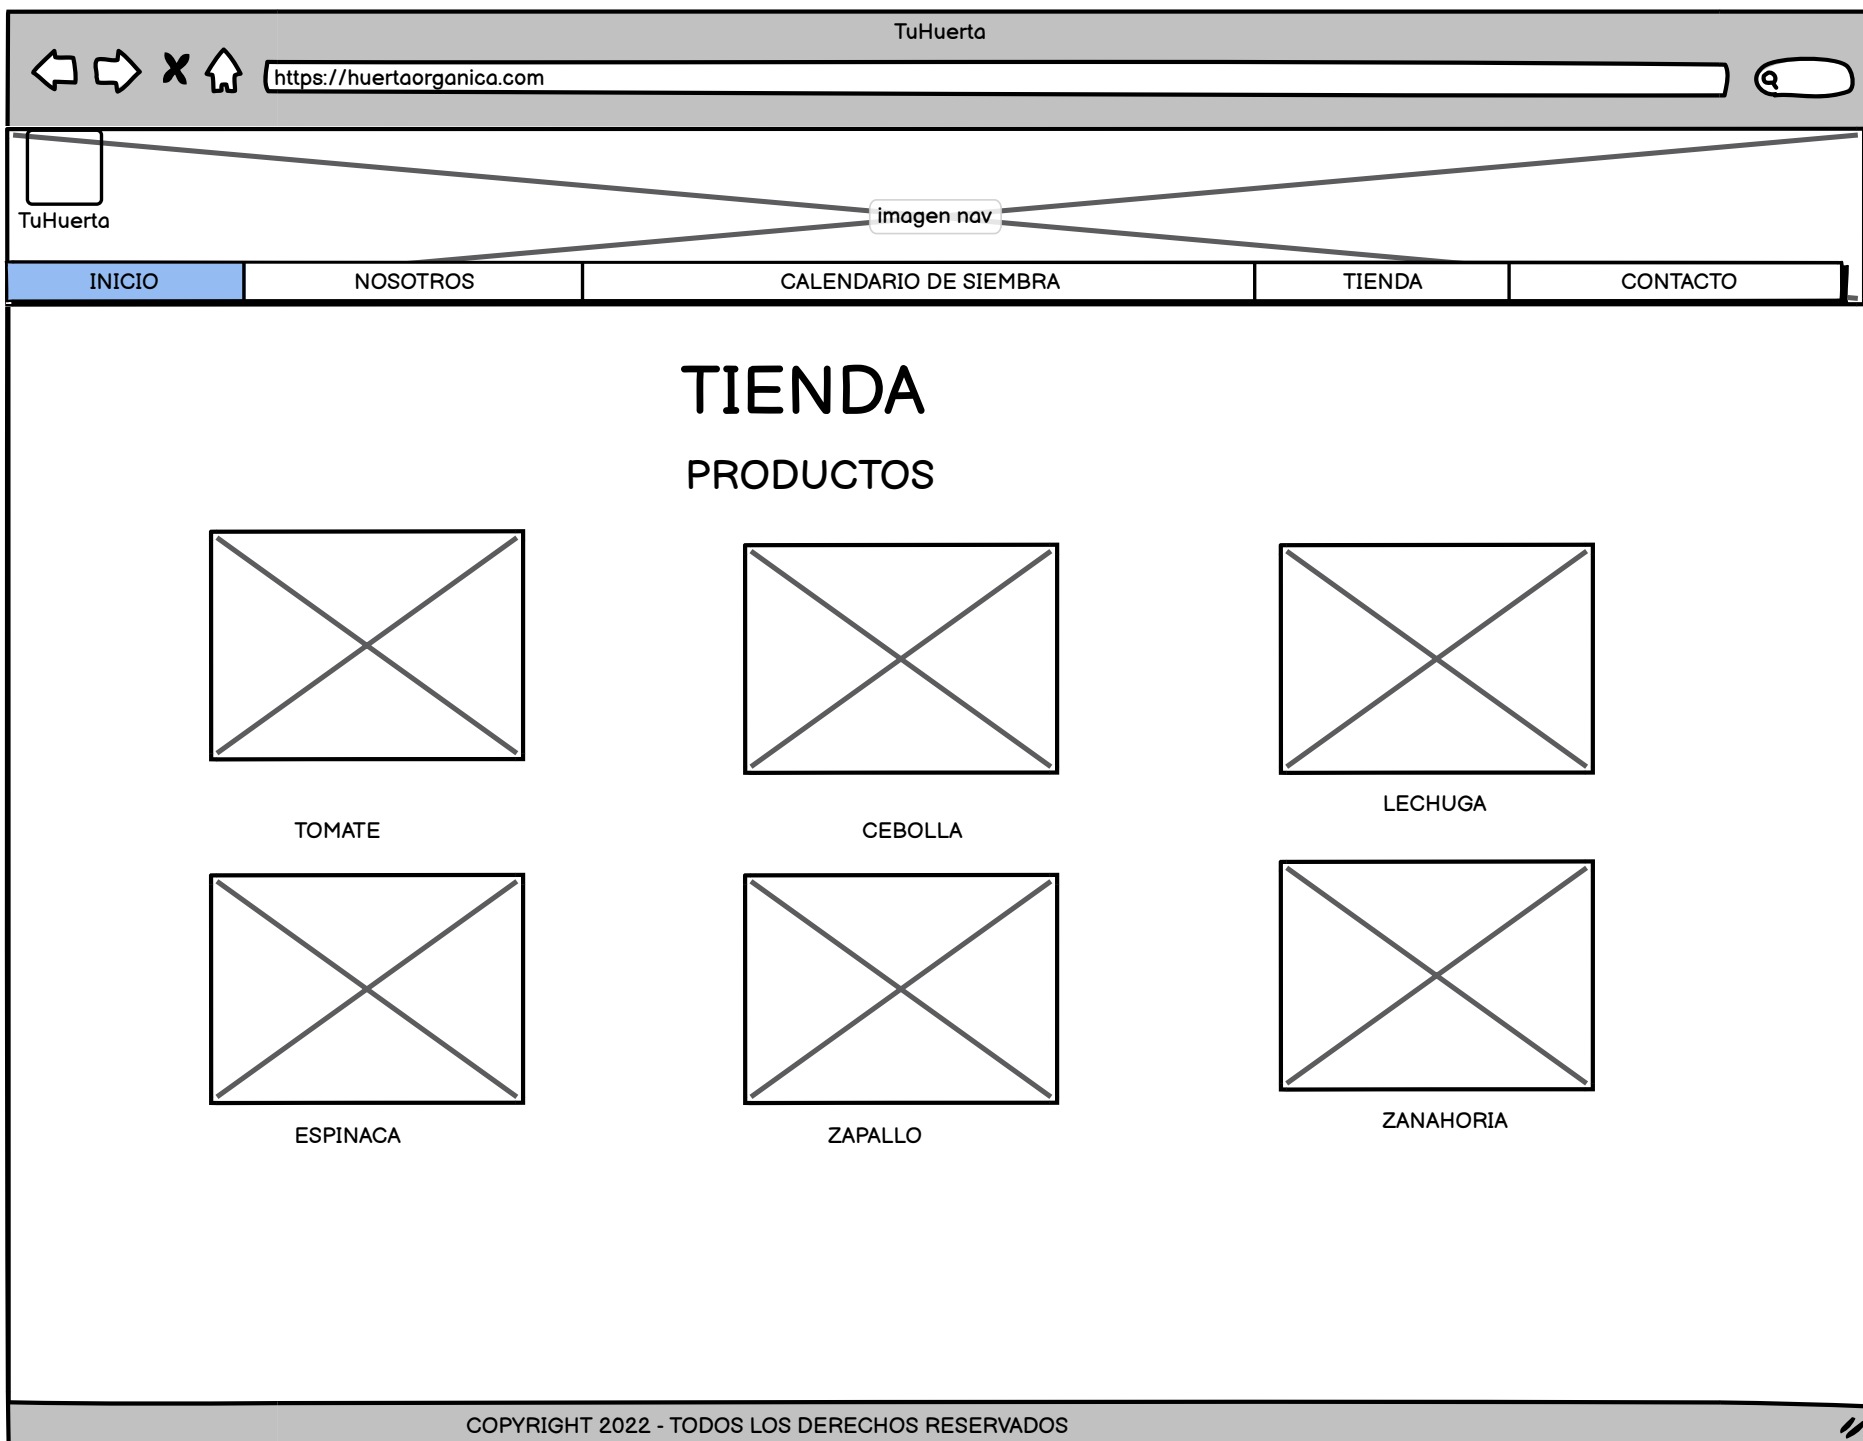 TuHuerta
https://huertaorganica.com
imagen nav
TuHuerta
INICIO NOSOTROS CALENDARIO DE SIEMBRA TIENDA CONTACTO
TIENDA
PRODUCTOS
TOMATE CEBOLLA LECHUGA
ESPINACA ZAPALLO ZANAHORIA
COPYRIGHT 2022 - TODOS LOS DERECHOS RESERVADOS